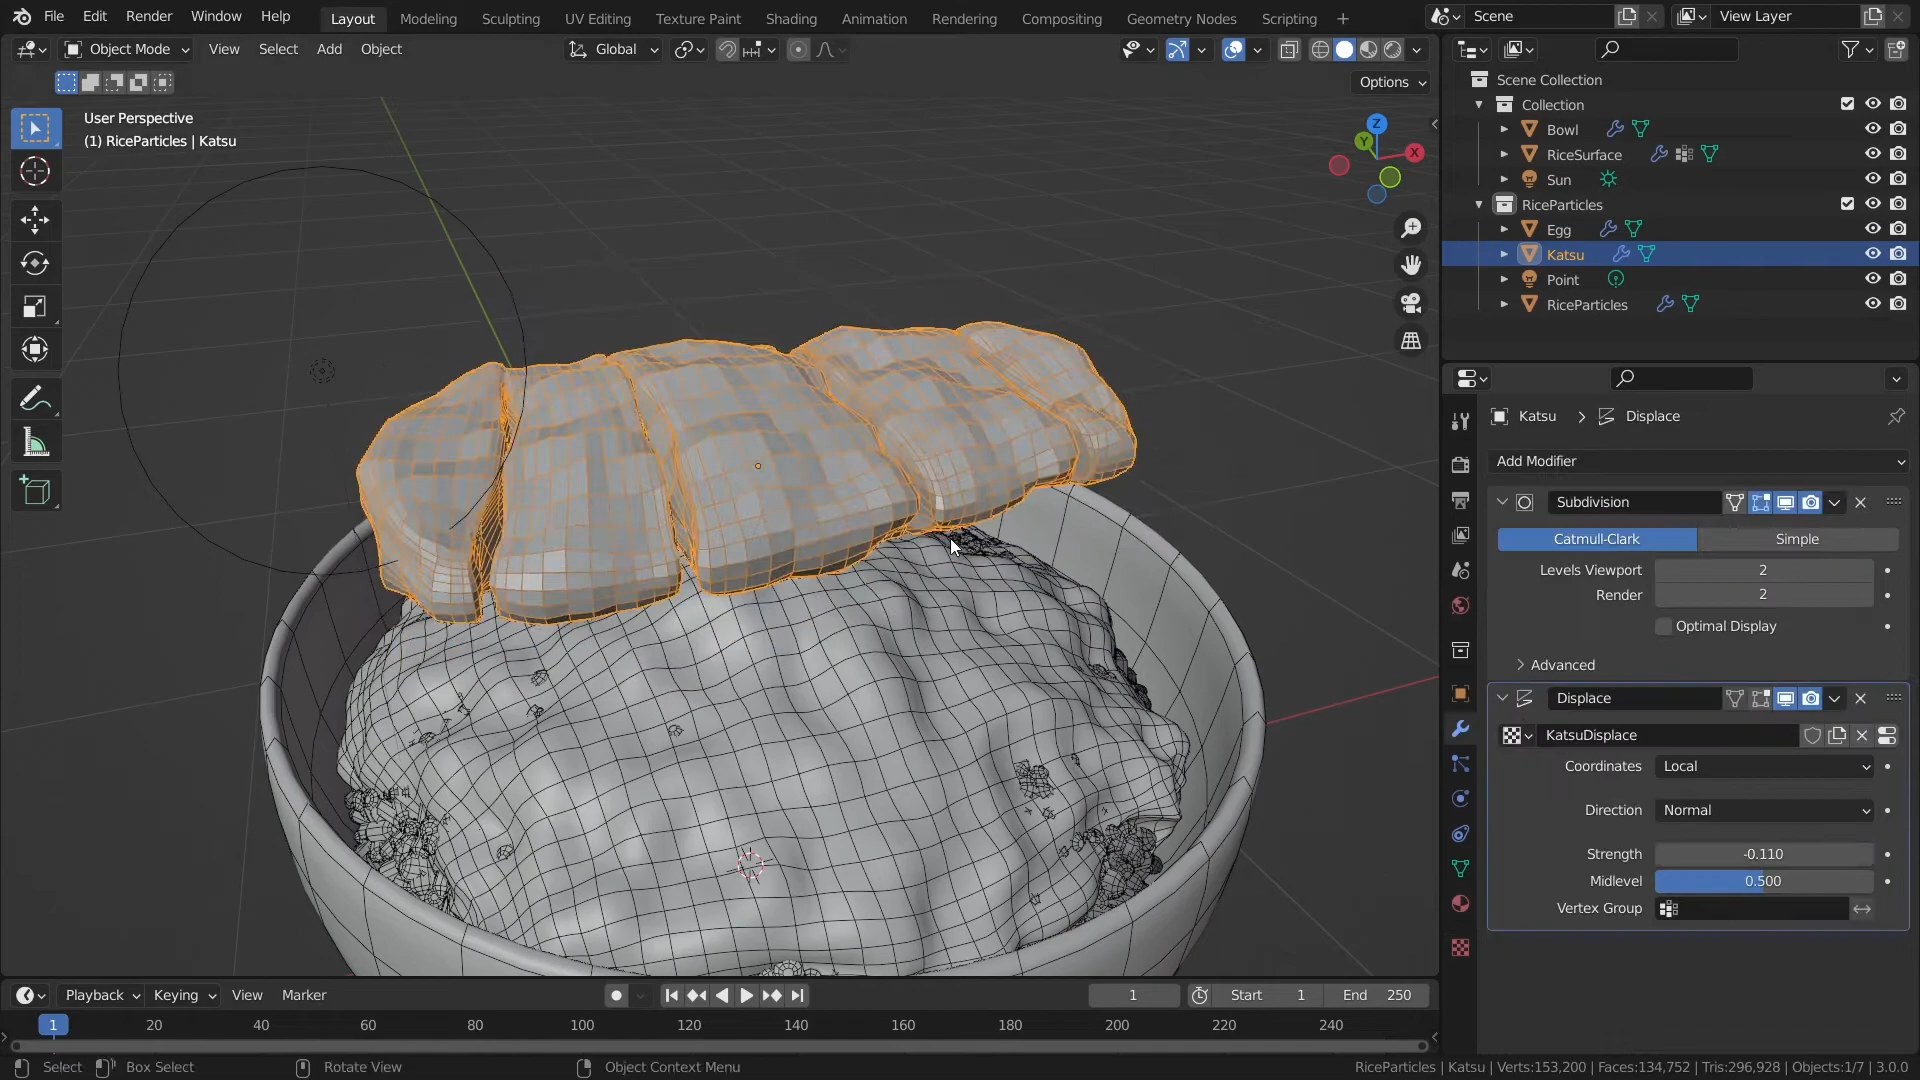 File Edit Render Window Help Layout Modeling Sculpting UV Editing Texture Paint Shading Animation Rendering Compositing Geometry Nodes Scripting + Scene View Layer
Object Mode View Select Add Object Global
Options
User Perspective
(1) RiceParticles | Katsu
Z
Y
X
Scene Collection
Collection
Bowl
RiceSurface
Sun
RiceParticles
Egg
Katsu
Point
RiceParticles
Katsu > Displace
Add Modifier
Subdivision
Catmull-Clark Simple
Levels Viewport 2
Render 2
Optimal Display
Advanced
Displace
KatsuDisplace
Coordinates Local
Direction Normal
Strength -0.110
Midlevel 0.500
Vertex Group
Playback Keying View Marker 1 Start 1 End 250
1 20 40 60 80 100 120 140 160 180 200 220 240
Select Box Select Rotate View Object Context Menu RiceParticles | Katsu | Verts:153,200 | Faces:134,752 | Tris:296,928 | Objects:1/7 | 3.0.0